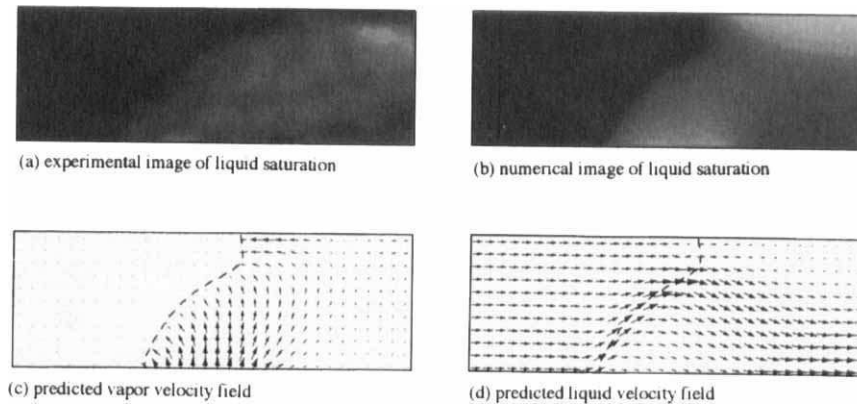 (a) experimental image of liquid saturation
(b) numerical image of liquid saturation
(c) predicted vapor velocity field
(d) predicted liquid velocity field